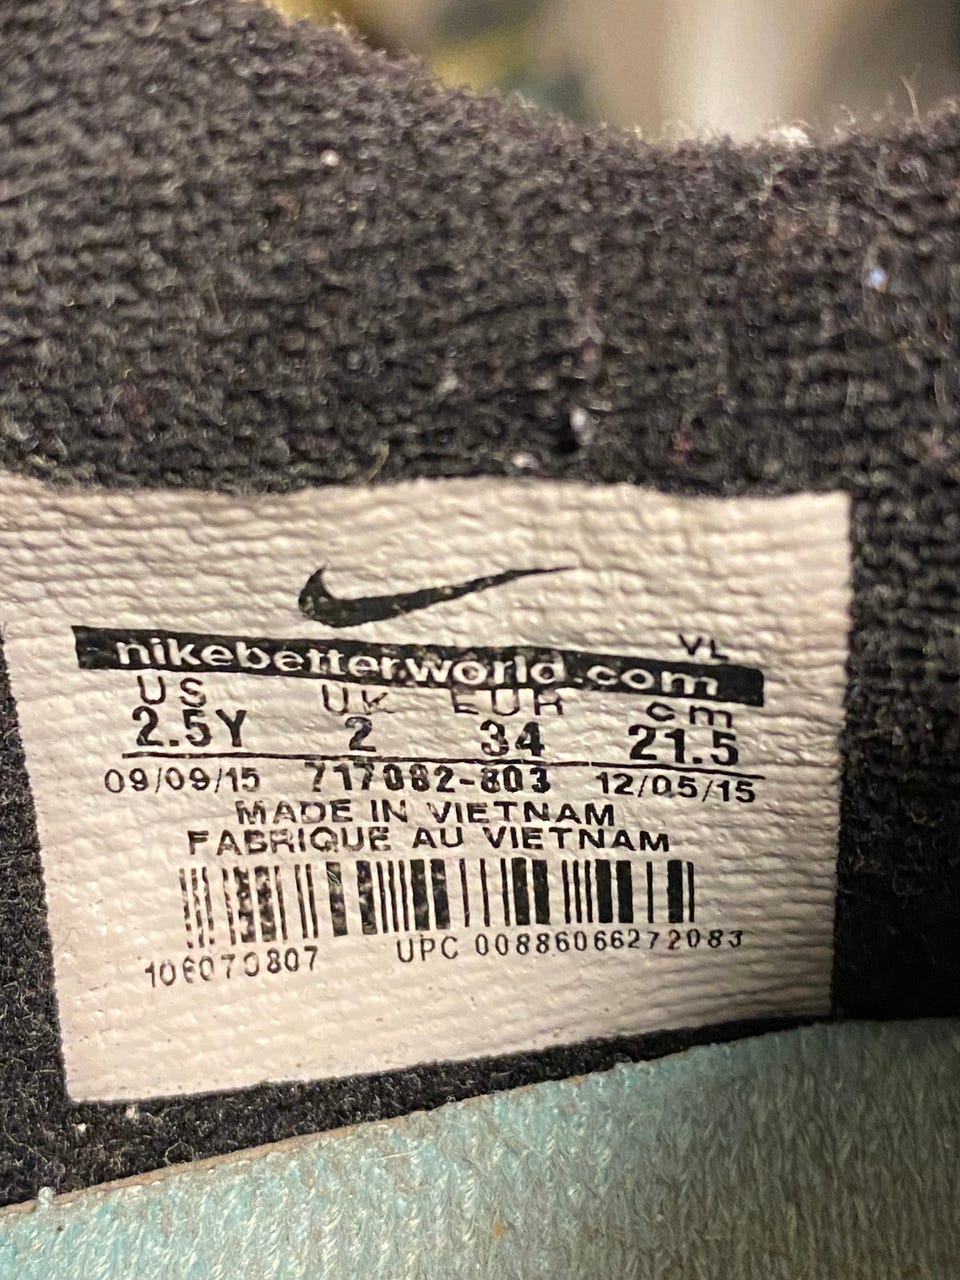 nikebetterworld.com VL
US UK EUR cm
2.5Y 2 34 21.5
09/09/15 717082-803 12/05/15
MADE IN VIETNAM
FABRIQUE AU VIETNAM
UPC 00886066272083